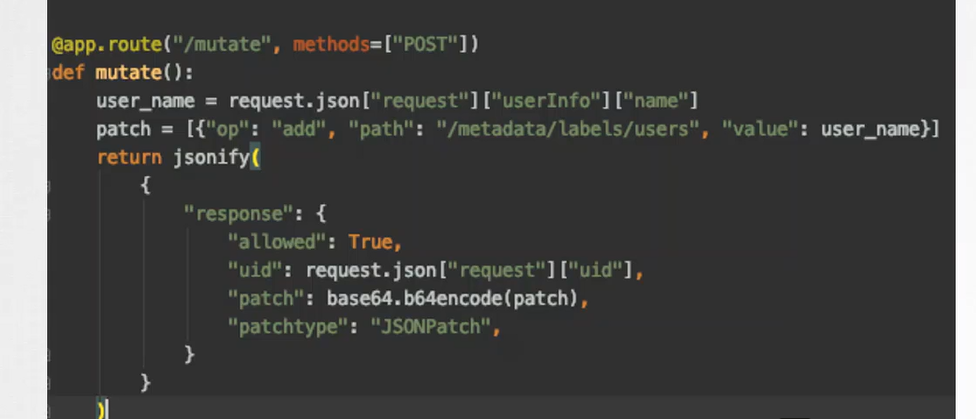 @app.route("/mutate", methods=["POST"])
def mutate():
    user_name = request.json["request"]["userInfo"]["name"]
    patch = [{"op": "add", "path": "/metadata/labels/users", "value": user_name}]
    return jsonify(
        {
            "response": {
                "allowed": True,
                "uid": request.json["request"]["uid"],
                "patch": base64.b64encode(patch),
                "patchtype": "JSONPatch",
            }
        }
    )